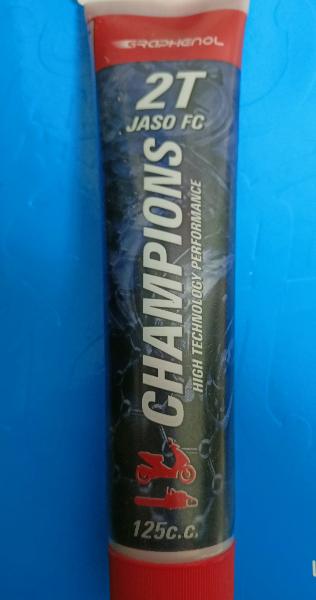 GRAPHENOL
2T
JASO FC
CHAMPIONS
HIGH TECHNOLOGY PERFORMANCE
125c.c.